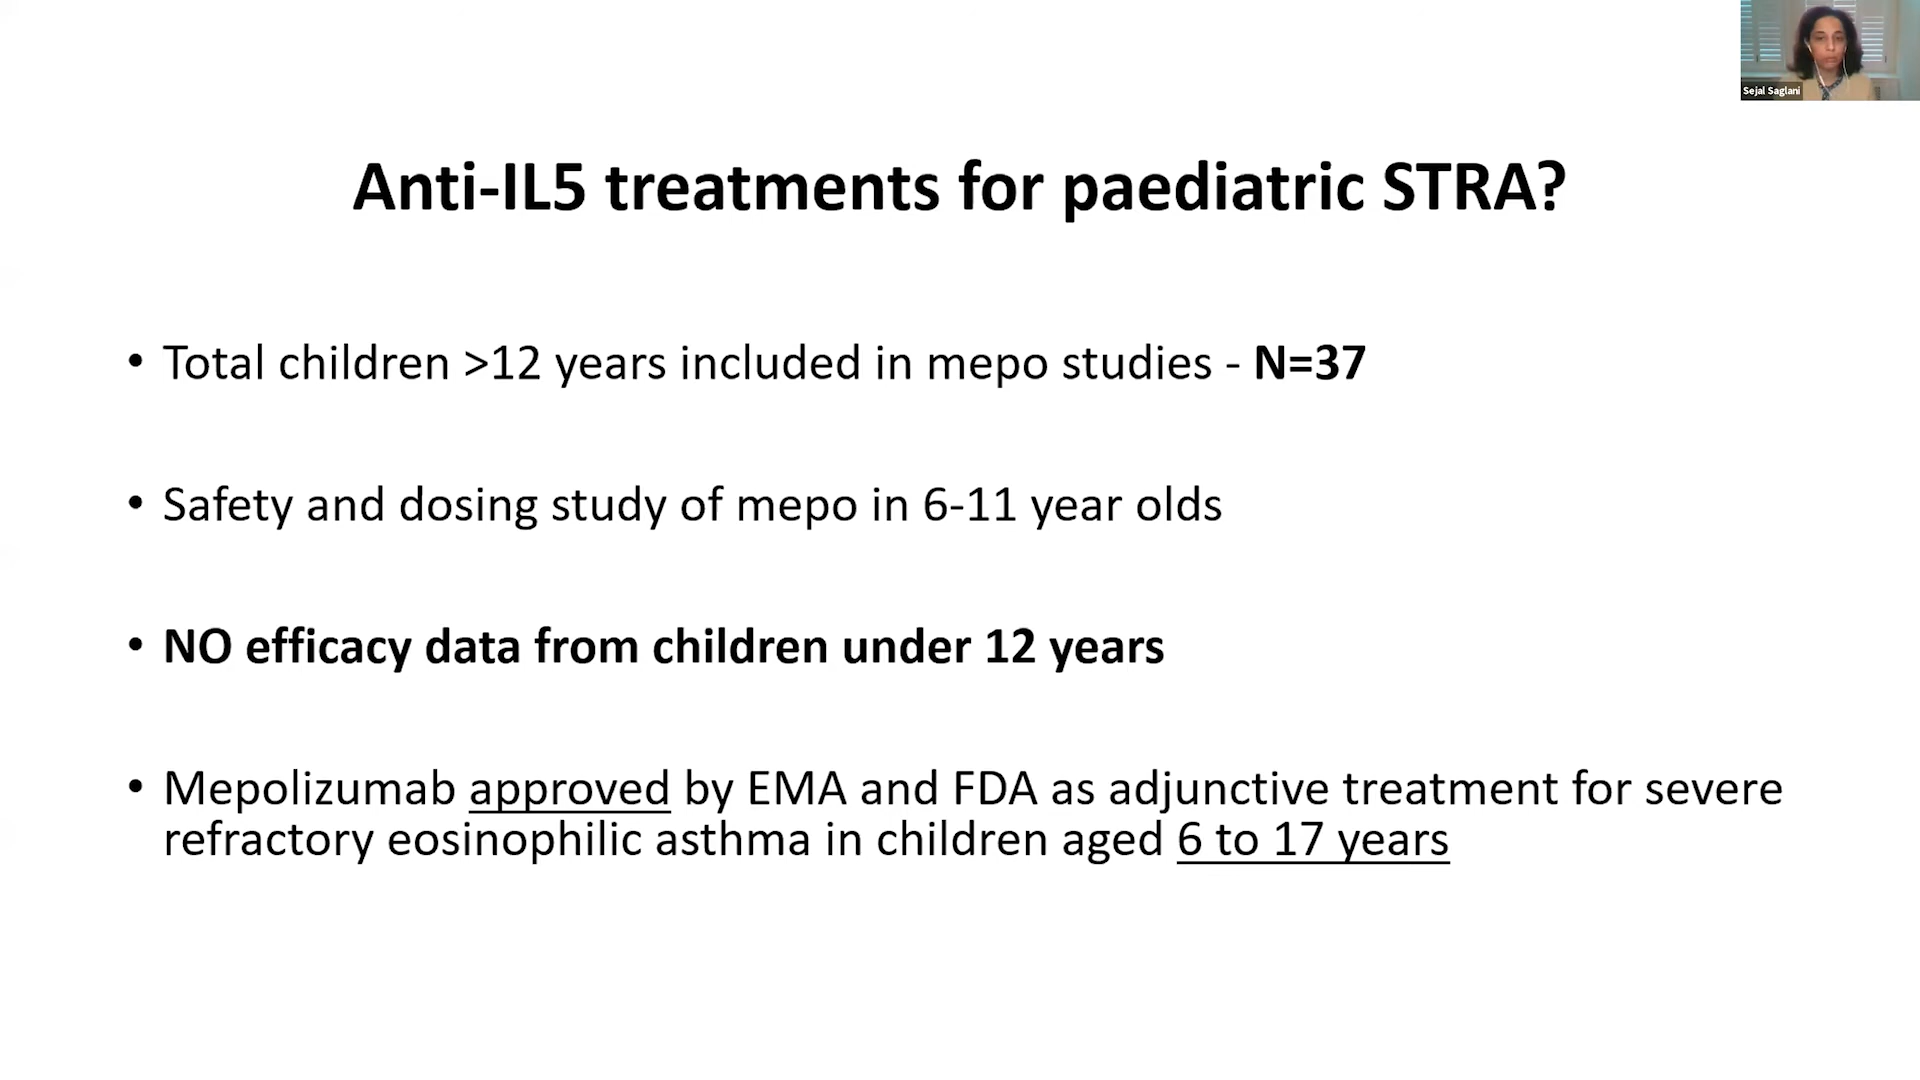 Sejal Saglani
Anti-IL5 treatments for paediatric STRA?
• Total children >12 years included in mepo studies - N=37
• Safety and dosing study of mepo in 6-11 year olds
• NO efficacy data from children under 12 years
• Mepolizumab approved by EMA and FDA as adjunctive treatment for severe
refractory eosinophilic asthma in children aged 6 to 17 years